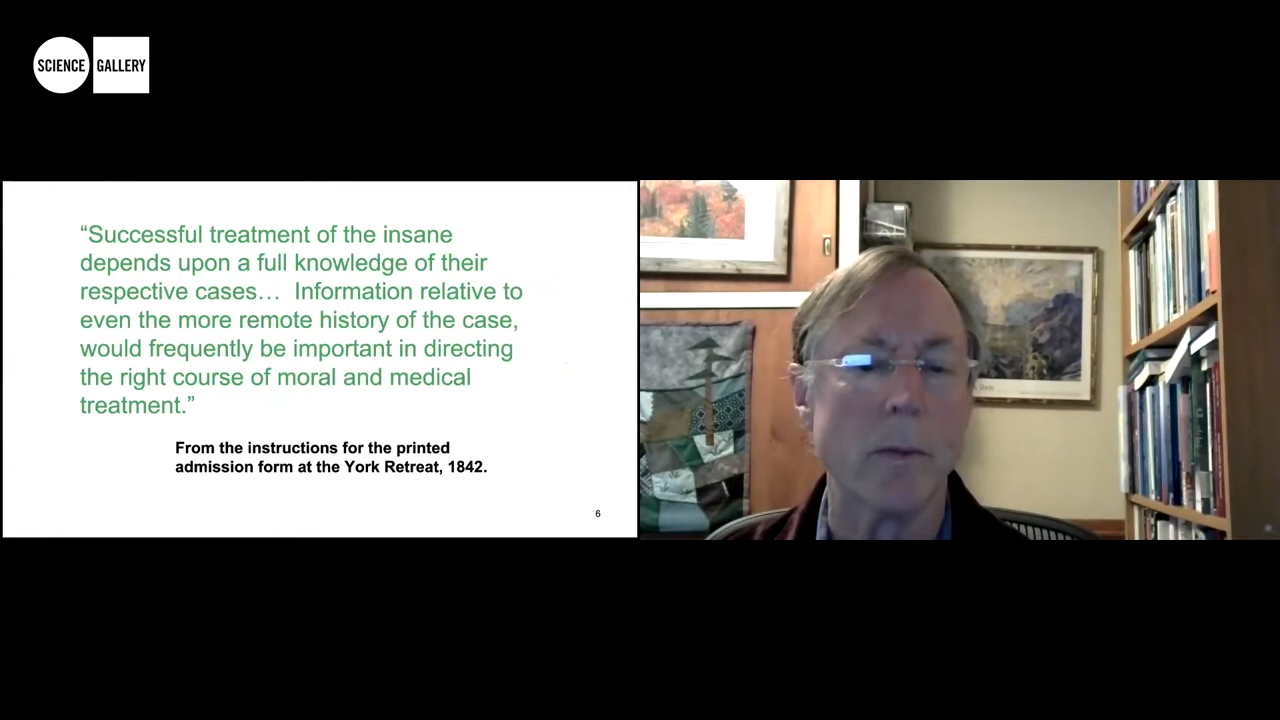 SCIENCE GALLERY
“Successful treatment of the insane
depends upon a full knowledge of their
respective cases… Information relative to
even the more remote history of the case,
would frequently be important in directing
the right course of moral and medical
treatment.”
From the instructions for the printed
admission form at the York Retreat, 1842.
6